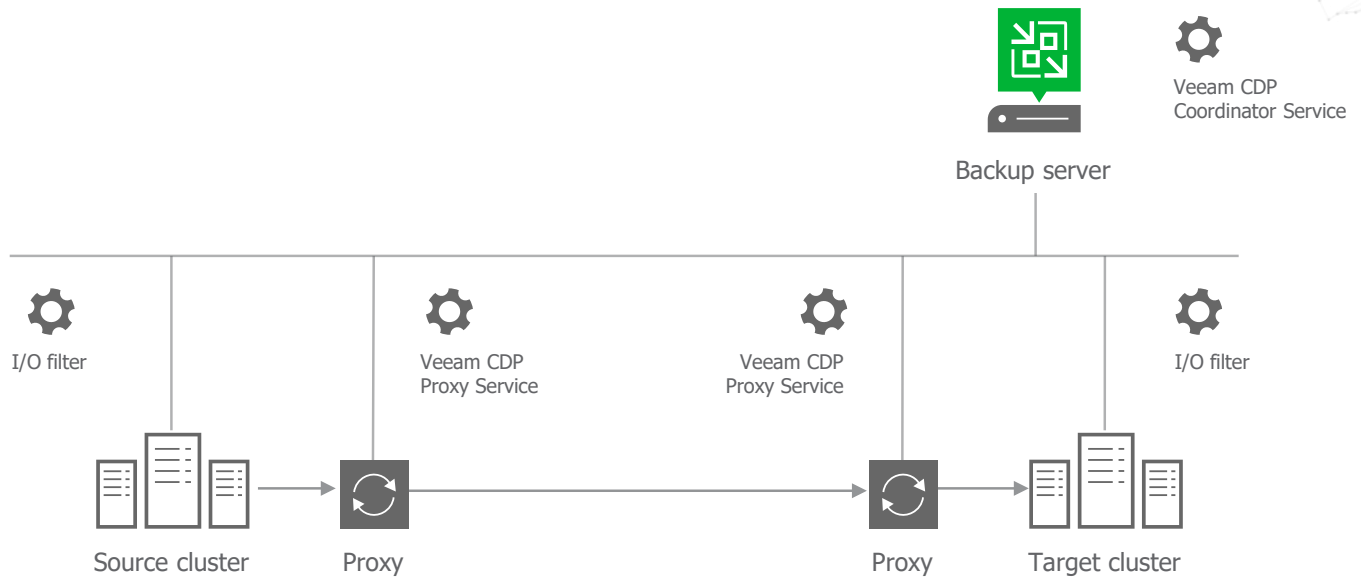 Veeam CDP
Coordinator Service
Backup server
I/O filter
Veeam CDP
Proxy Service
Veeam CDP
Proxy Service
I/O filter
Source cluster
Proxy
Proxy
Target cluster